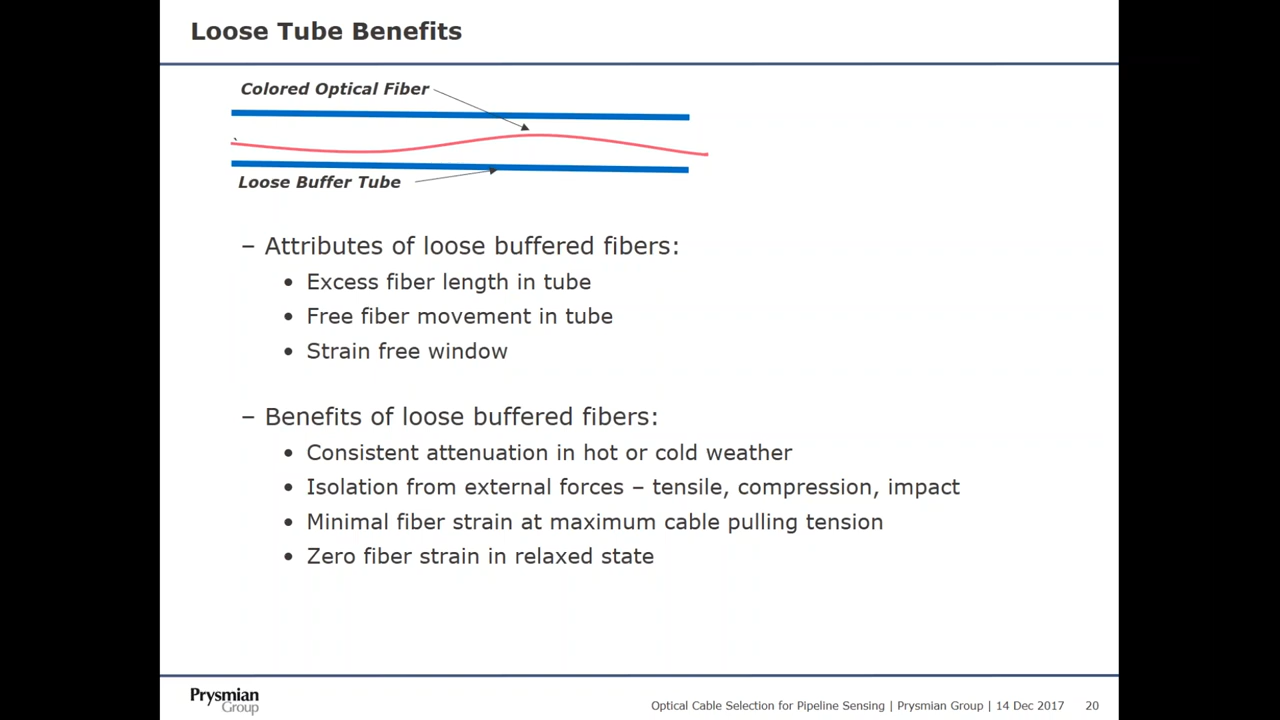 Loose Tube Benefits
Colored Optical Fiber
Loose Buffer Tube
– Attributes of loose buffered fibers:
• Excess fiber length in tube
• Free fiber movement in tube
• Strain free window
– Benefits of loose buffered fibers:
• Consistent attenuation in hot or cold weather
• Isolation from external forces – tensile, compression, impact
• Minimal fiber strain at maximum cable pulling tension
• Zero fiber strain in relaxed state
Prysmian
Group
Optical Cable Selection for Pipeline Sensing | Prysmian Group | 14 Dec 2017 20